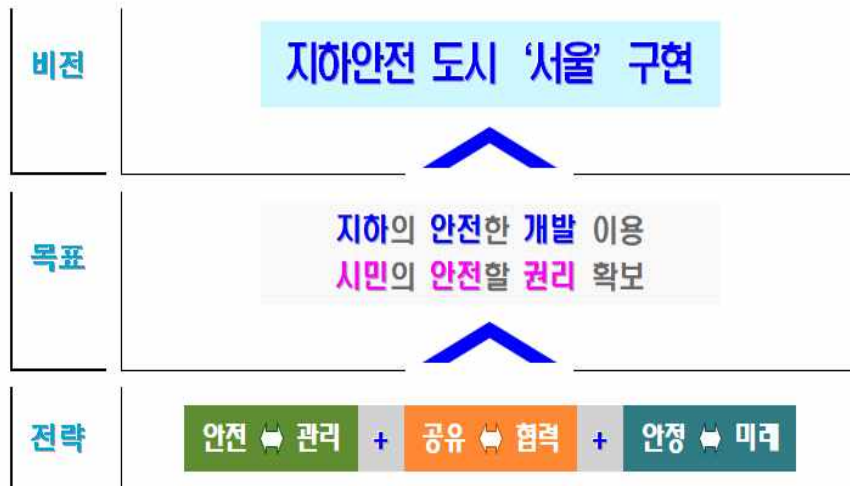 비전
지하안전 도시 ‘서울’ 구현
목표
지하의 안전한 개발 이용
시민의 안전할 권리 확보
전략
안전 ⇔ 관리 + 공유 ⇔ 협력 + 안정 ⇔ 미래